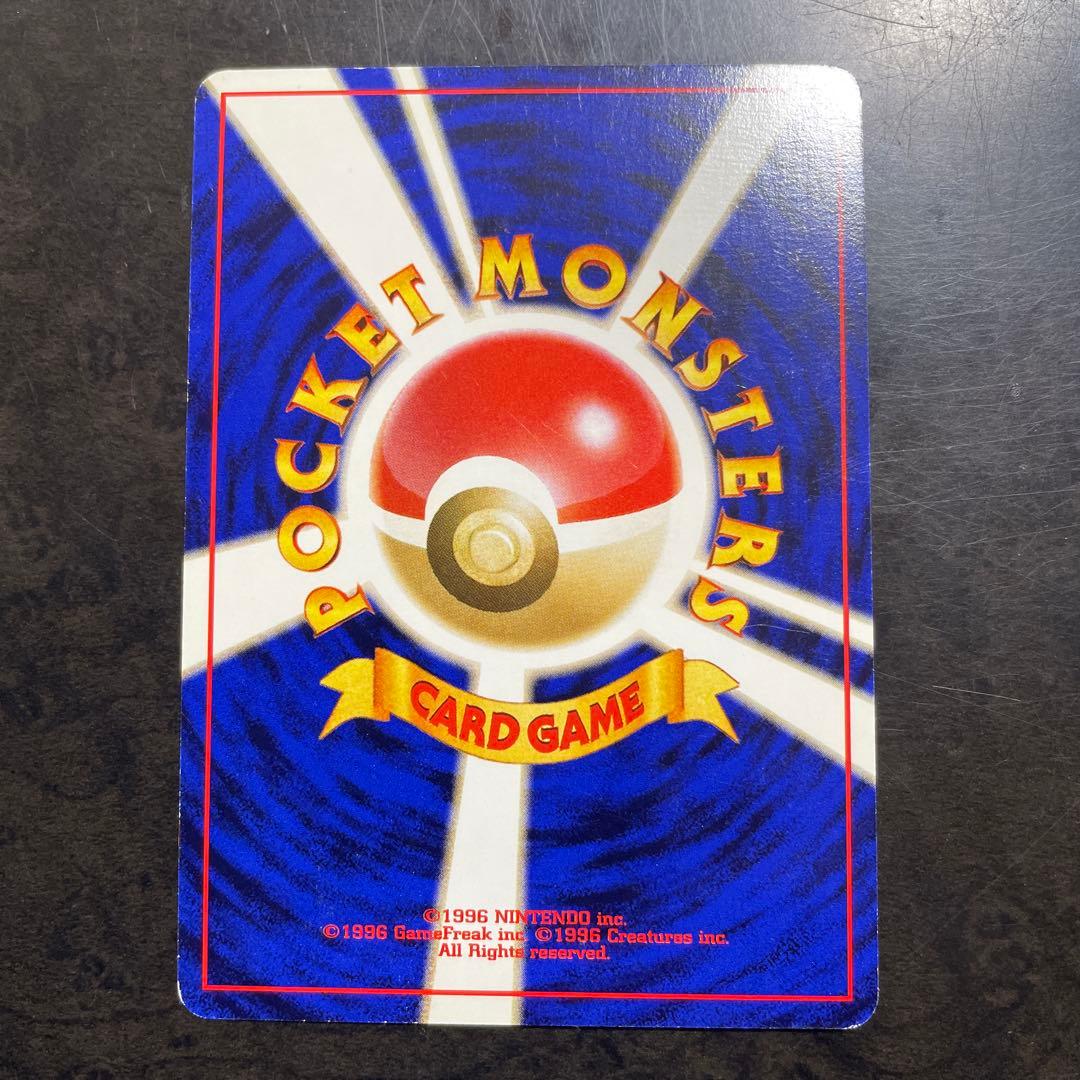 POCKET MONSTERS
CARD GAME
©1996 NINTENDO inc.
©1996 GameFreak inc. ©1996 Creatures inc.
All Rights reserved.